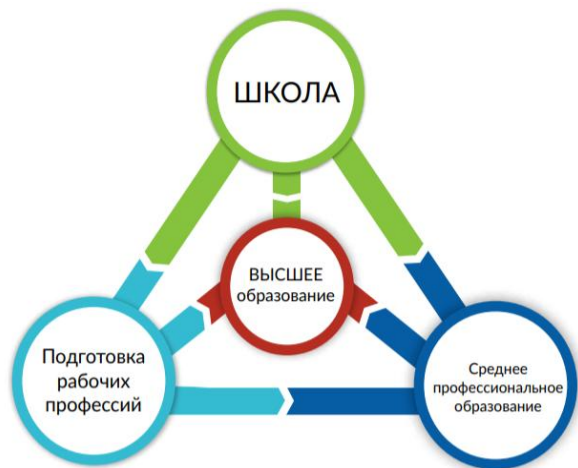 ШКОЛА
ВЫСШЕЕ
образование
Подготовка
рабочих
профессий
Среднее
профессиональное
образование